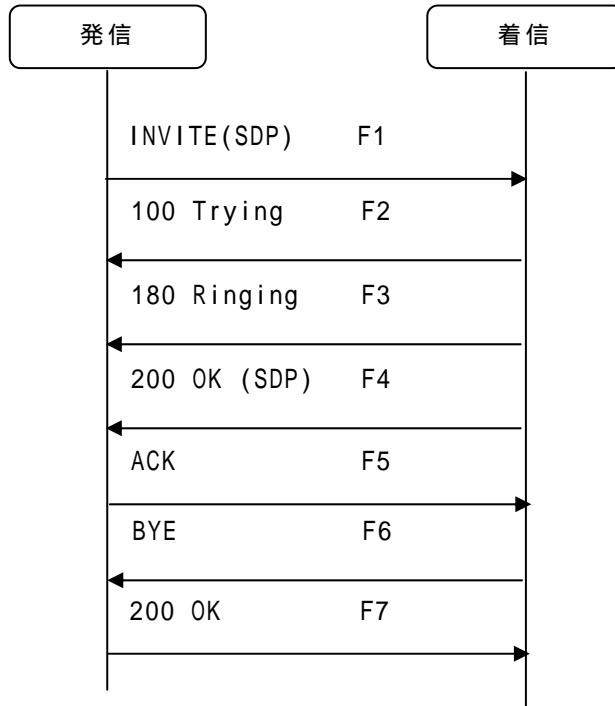 発信 着信
INVITE(SDP) F1
100 Trying F2
180 Ringing F3
200 OK (SDP) F4
ACK F5
BYE F6
200 OK F7